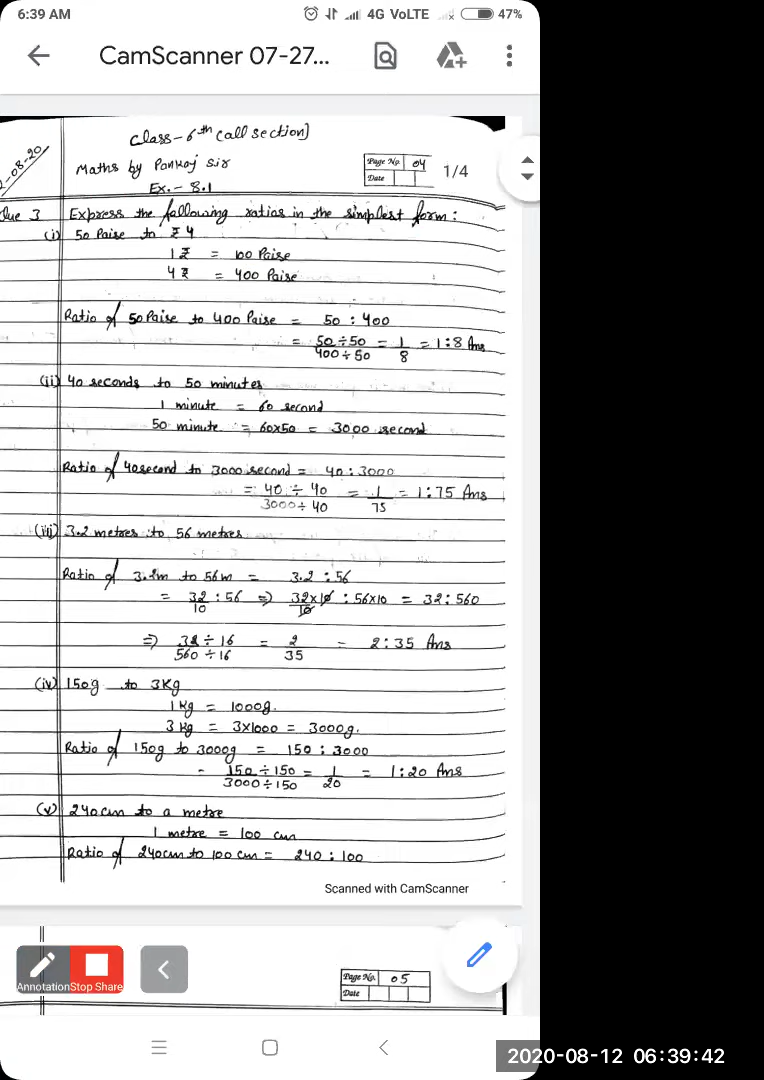 6:39 AM 4G VoLTE 47%
CamScanner 07-27...
Class - 6th (all section]
-08-20
Maths by Pankaj Sir
Page No. 04
Date
1/4
Ex. - 8.1
Que 3 Express the following ratios in the simplest form :
(i) 50 Paise to ₹ 4
1 ₹ = 100 Paise
4 ₹ = 400 Paise
Ratio of 50 Paise to 400 Paise = 50 : 400
= 50 ÷ 50 / 400 ÷ 50 = 1/8 = 1:8 Ans
(ii) 40 seconds to 50 minutes
1 minute = 60 second
50 minute = 60x50 = 3000 second
Ratio of 40 second to 3000 second = 40 : 3000
= 40 ÷ 40 / 3000 ÷ 40 = 1/75 = 1:75 Ans
(iii) 3.2 metres to 56 metres
Ratio of 3.2m to 56m = 3.2 : 56
= 32/10 : 56 ⇒ 32x10/10 : 56x10 = 32:560
⇒ 32 ÷ 16 / 560 ÷ 16 = 2/35 = 2:35 Ans
(iv) 150g to 3Kg
1 Kg = 1000g.
3 Kg = 3x1000 = 3000g.
Ratio of 150g to 3000g = 150 : 3000
- 150 ÷ 150 / 3000 ÷ 150 = 1/20 = 1:20 Ans
(v) 240cm to a metre
1 metre = 100 cm
Ratio of 240cm to 100 cm = 240 : 100
Scanned with CamScanner
Annotation Stop Share
Page No. 05
Date
2020-08-12 06:39:42